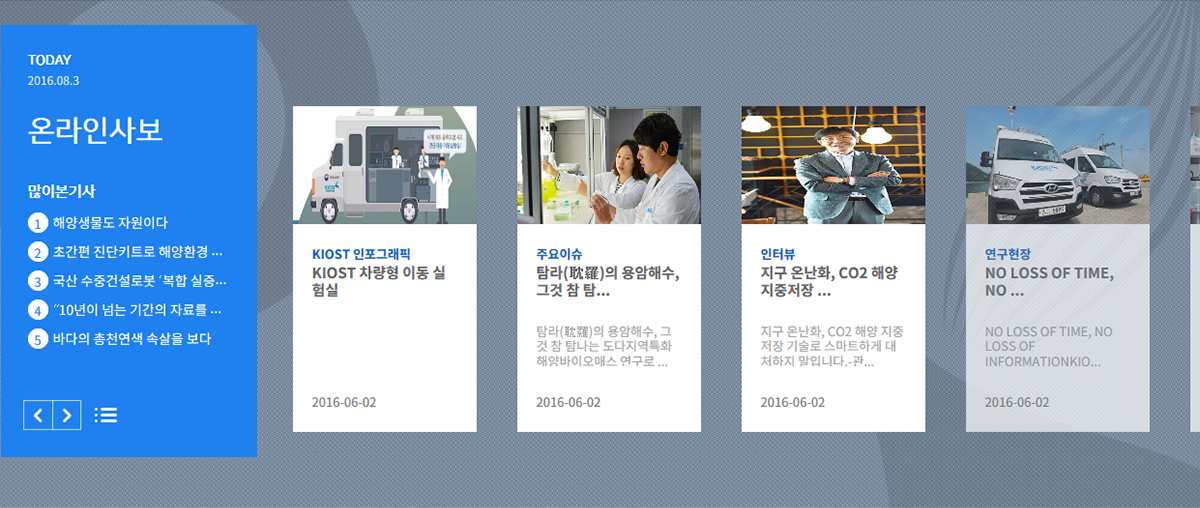 TODAY
2016.08.3
온라인사보
많이본기사
1 해양생물도 자원이다
2 초간편 진단키트로 해양환경 ...
3 국산 수중건설로봇 ‘복합 실증...
4 “10년이 넘는 기간의 자료를 ...
5 바다의 총천연색 속살을 보다
KIOST 인포그래픽
KIOST 차량형 이동 실
험실
2016-06-02
주요이슈
탐라(耽羅)의 용암해수,
그것 참 탐...
탐라(耽羅)의 용암해수, 그
것 참 탐나는 도다지역특화
해양바이오매스 연구로 ...
2016-06-02
인터뷰
지구 온난화, CO2 해양
지중저장 ...
지구 온난화, CO2 해양 지중
저장 기술로 스마트하게 대
처하지 말입니다.-관...
2016-06-02
KIOST
연구현장
NO LOSS OF TIME,
NO ...
NO LOSS OF TIME, NO
LOSS OF
INFORMATIONKIO...
2016-06-02